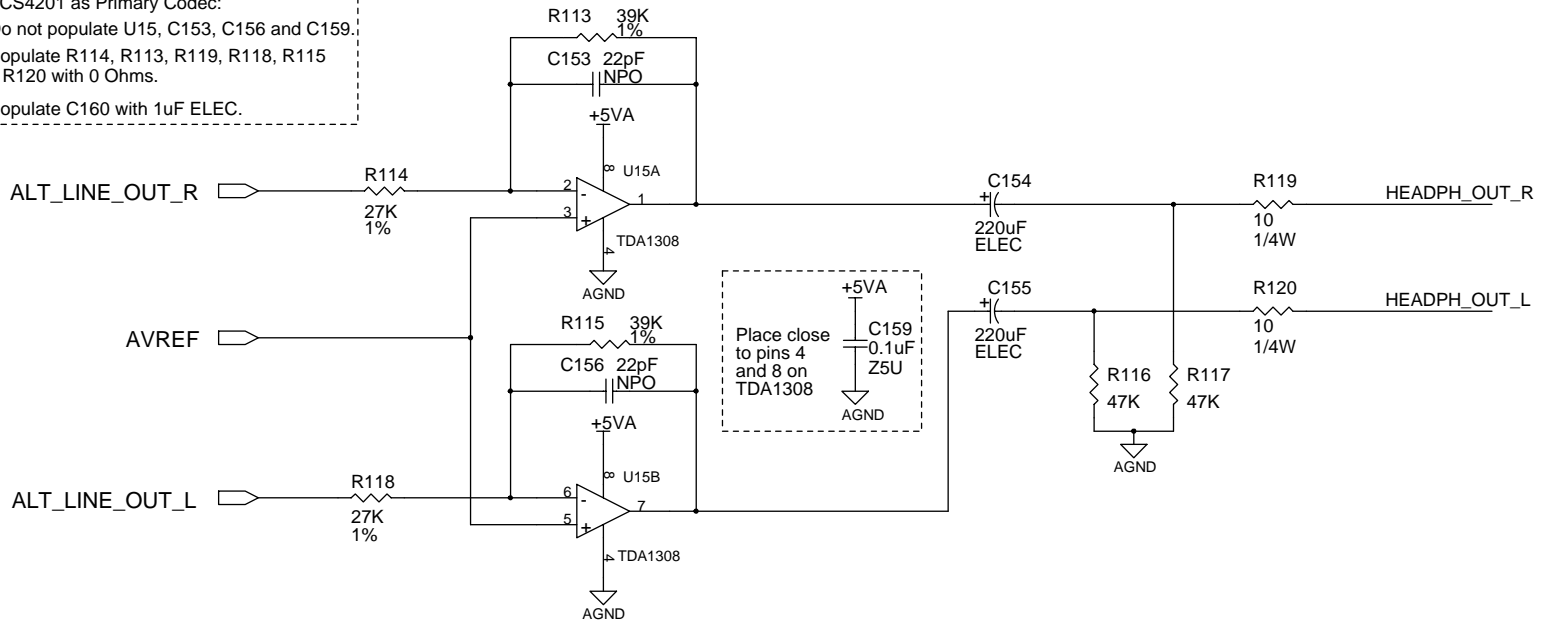 CS4201 as Primary Codec:
o not populate U15, C153, C156 and C159.
opulate R114, R113, R119, R118, R115
R120 with 0 Ohms.
opulate C160 with 1uF ELEC.
R113 39K
1%
C153 22pF
NPO
+5VA
8 U15A
ALT_LINE_OUT_R
R114
27K
1%
2
-
3
+
1
4
TDA1308
AGND
C154
+
220uF
ELEC
R119
10
1/4W
HEADPH_OUT_R
AVREF
R115 39K
1%
C156 22pF
NPO
+5VA
Place close
to pins 4
and 8 on
TDA1308
+5VA
C159
0.1uF
Z5U
AGND
C155
+
220uF
ELEC
R120
10
1/4W
HEADPH_OUT_L
R116
47K
R117
47K
AGND
8 U15B
ALT_LINE_OUT_L
R118
27K
1%
6
-
5
+
7
4
TDA1308
AGND